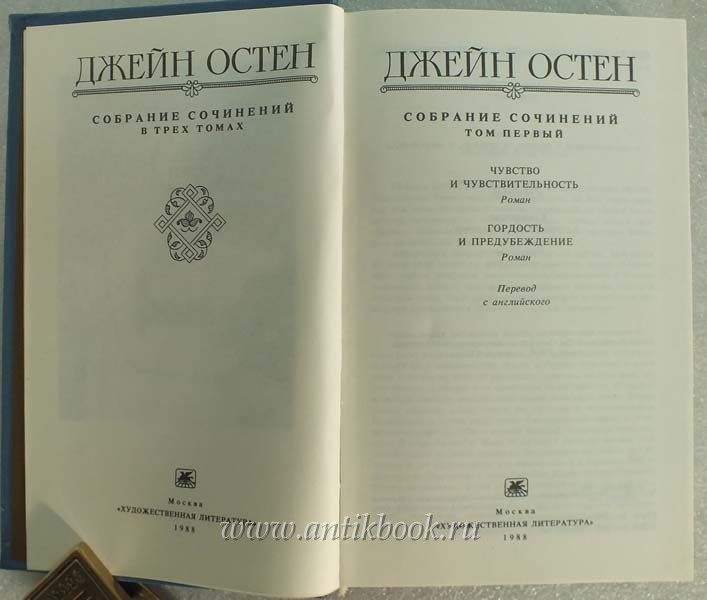 ДЖЕЙН ОСТЕН
СОБРАНИЕ СОЧИНЕНИЙ
В ТРЕХ ТОМАХ
Москва
«ХУДОЖЕСТВЕННАЯ ЛИТЕРАТУРА»
1988
ДЖЕЙН ОСТЕН
СОБРАНИЕ СОЧИНЕНИЙ
ТОМ ПЕРВЫЙ
ЧУВСТВО
И ЧУВСТВИТЕЛЬНОСТЬ
Роман
ГОРДОСТЬ
И ПРЕДУБЕЖДЕНИЕ
Роман
Перевод
с английского
Москва
«ХУДОЖЕСТВЕННАЯ ЛИТЕРАТУРА»
1988
www.antikbook.ru